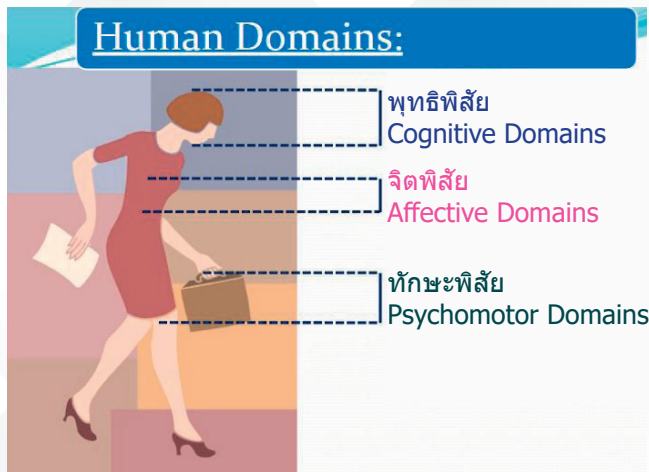 Human Domains:
พุทธิพิสัย
Cognitive Domains
จิตพิสัย
Affective Domains
ทักษะพิสัย
Psychomotor Domains